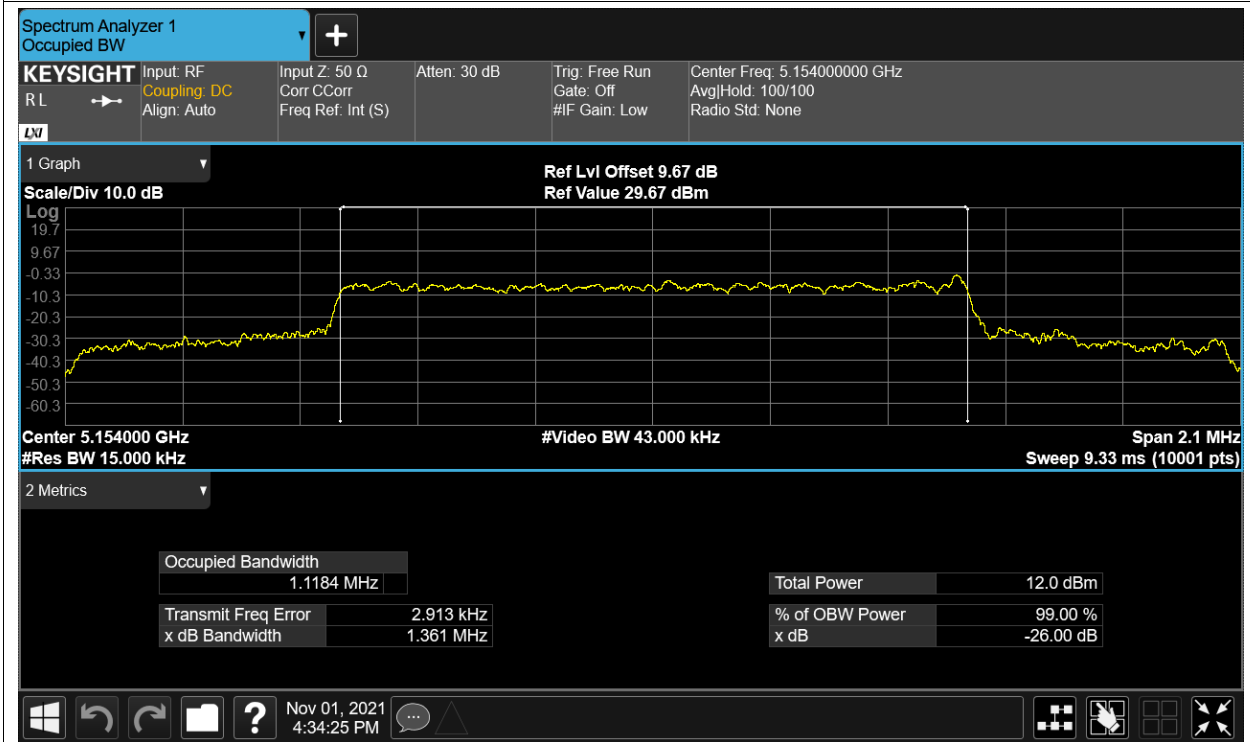 Spectrum Analyzer 1
Occupied BW
KEYSIGHT Input: RF Input Z: 50 Ω Atten: 30 dB Trig: Free Run Center Freq: 5.154000000 GHz
R L Coupling: DC Corr CCorr Gate: Off Avg|Hold: 100/100
Align: Auto Freq Ref: Int (S) #IF Gain: Low Radio Std: None
LXI
1 Graph
Ref Lvl Offset 9.67 dB
Scale/Div 10.0 dB Ref Value 29.67 dBm
Log
19.7
9.67
-0.33
-10.3
-20.3
-30.3
-40.3
-50.3
-60.3
Center 5.154000 GHz #Video BW 43.000 kHz Span 2.1 MHz
#Res BW 15.000 kHz Sweep 9.33 ms (10001 pts)
2 Metrics
Occupied Bandwidth
1.1184 MHz Total Power 12.0 dBm
Transmit Freq Error 2.913 kHz % of OBW Power 99.00 %
x dB Bandwidth 1.361 MHz x dB -26.00 dB
? Nov 01, 2021
4:34:25 PM